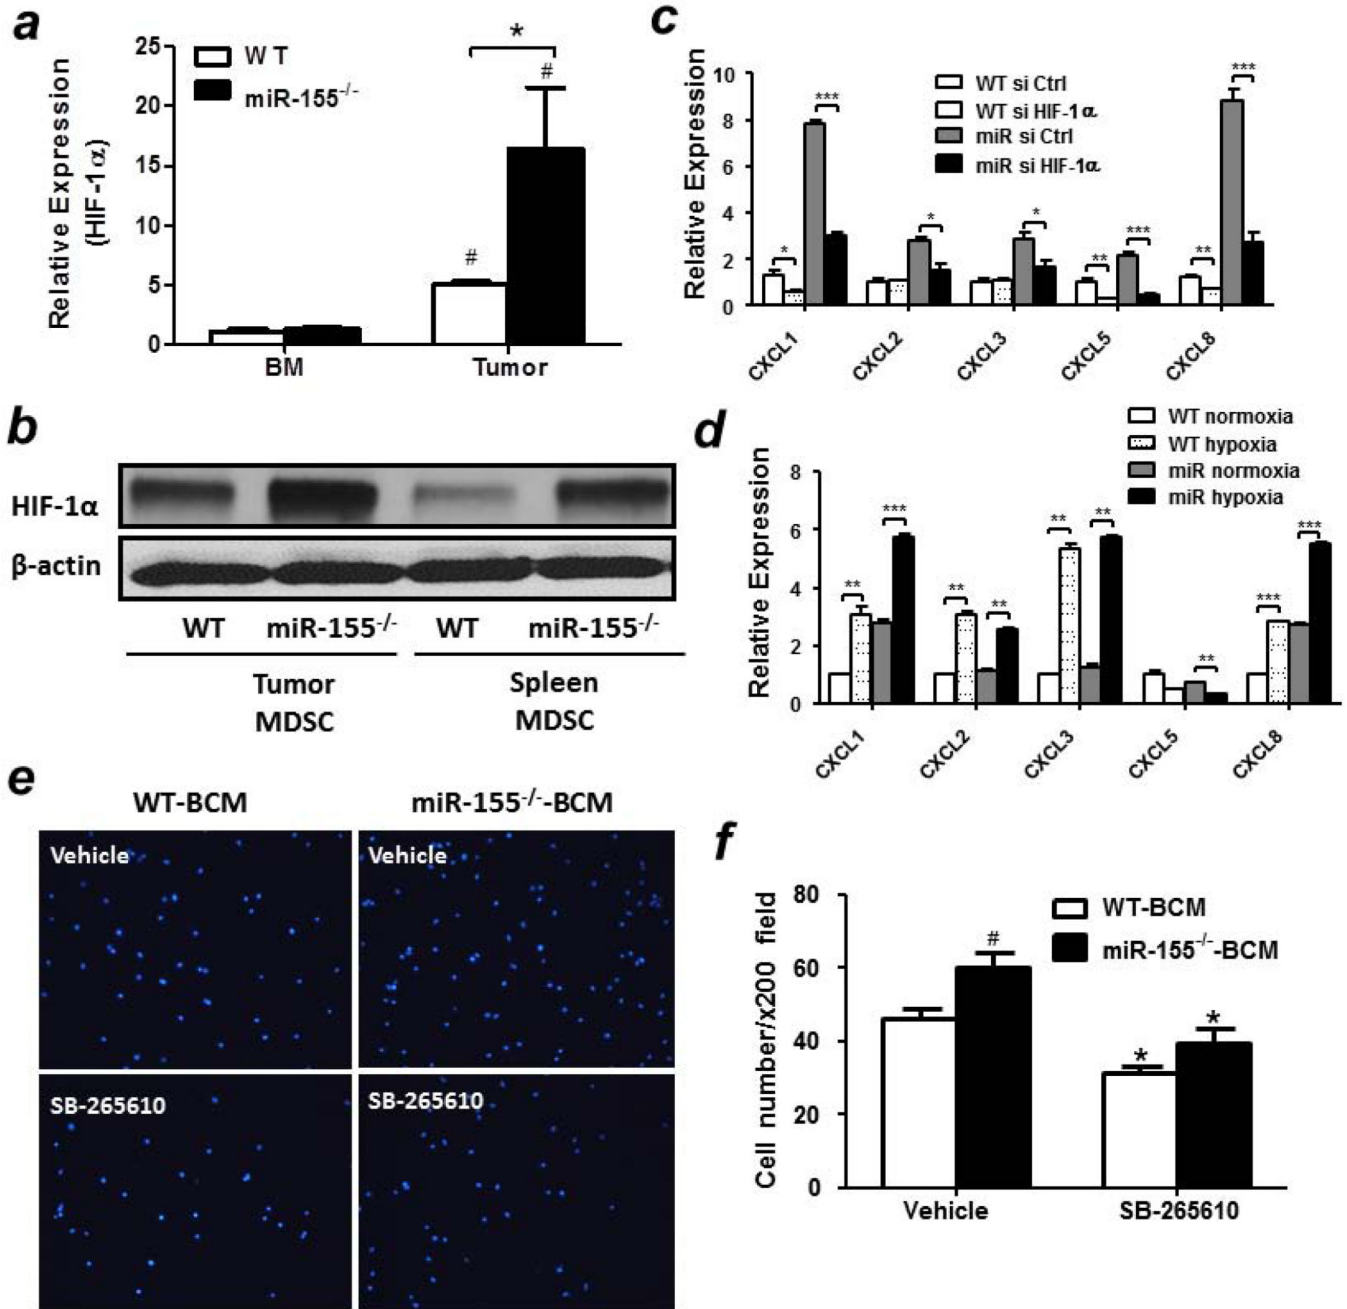 a
Relative Expression
(HIF-1α)
25
20
15
10
5
0
WT
miR-155-/-
*
#
#
BM
Tumor
b
HIF-1α
β-actin
WT
miR-155-/-
WT
miR-155-/-
Tumor
MDSC
Spleen
MDSC
c
Relative Expression
10
8
6
4
2
0
WT si Ctrl
WT si HIF-1α
miR si Ctrl
miR si HIF-1α
*
***
*
*
**
***
**
***
CXCL1
CXCL2
CXCL3
CXCL5
CXCL8
d
Relative Expression
8
6
4
2
0
WT normoxia
WT hypoxia
miR normoxia
miR hypoxia
**
***
**
**
**
**
**
***
***
CXCL1
CXCL2
CXCL3
CXCL5
CXCL8
e
WT-BCM
miR-155-/--BCM
Vehicle
Vehicle
SB-265610
SB-265610
f
Cell number/x200 field
80
60
40
20
0
WT-BCM
miR-155-/--BCM
#
*
*
Vehicle
SB-265610